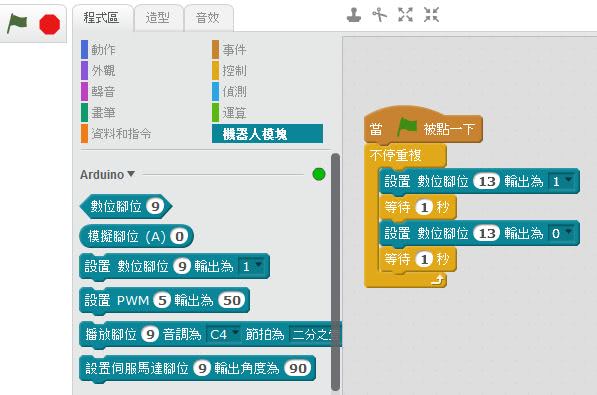 程式區 造型 音效
動作 事件
外觀 控制
聲音 偵測
畫筆 運算
資料和指令 機器人模塊
Arduino
數位腳位 9
模擬腳位 (A) 0
設置 數位腳位 9 輸出為 1
設置 PWM 5 輸出為 50
播放腳位 9 音調為 C4 節拍為 二分之
設置伺服馬達腳位 9 輸出角度為 90
當 被點一下
不停重複
設置 數位腳位 13 輸出為 1
等待 1 秒
設置 數位腳位 13 輸出為 0
等待 1 秒